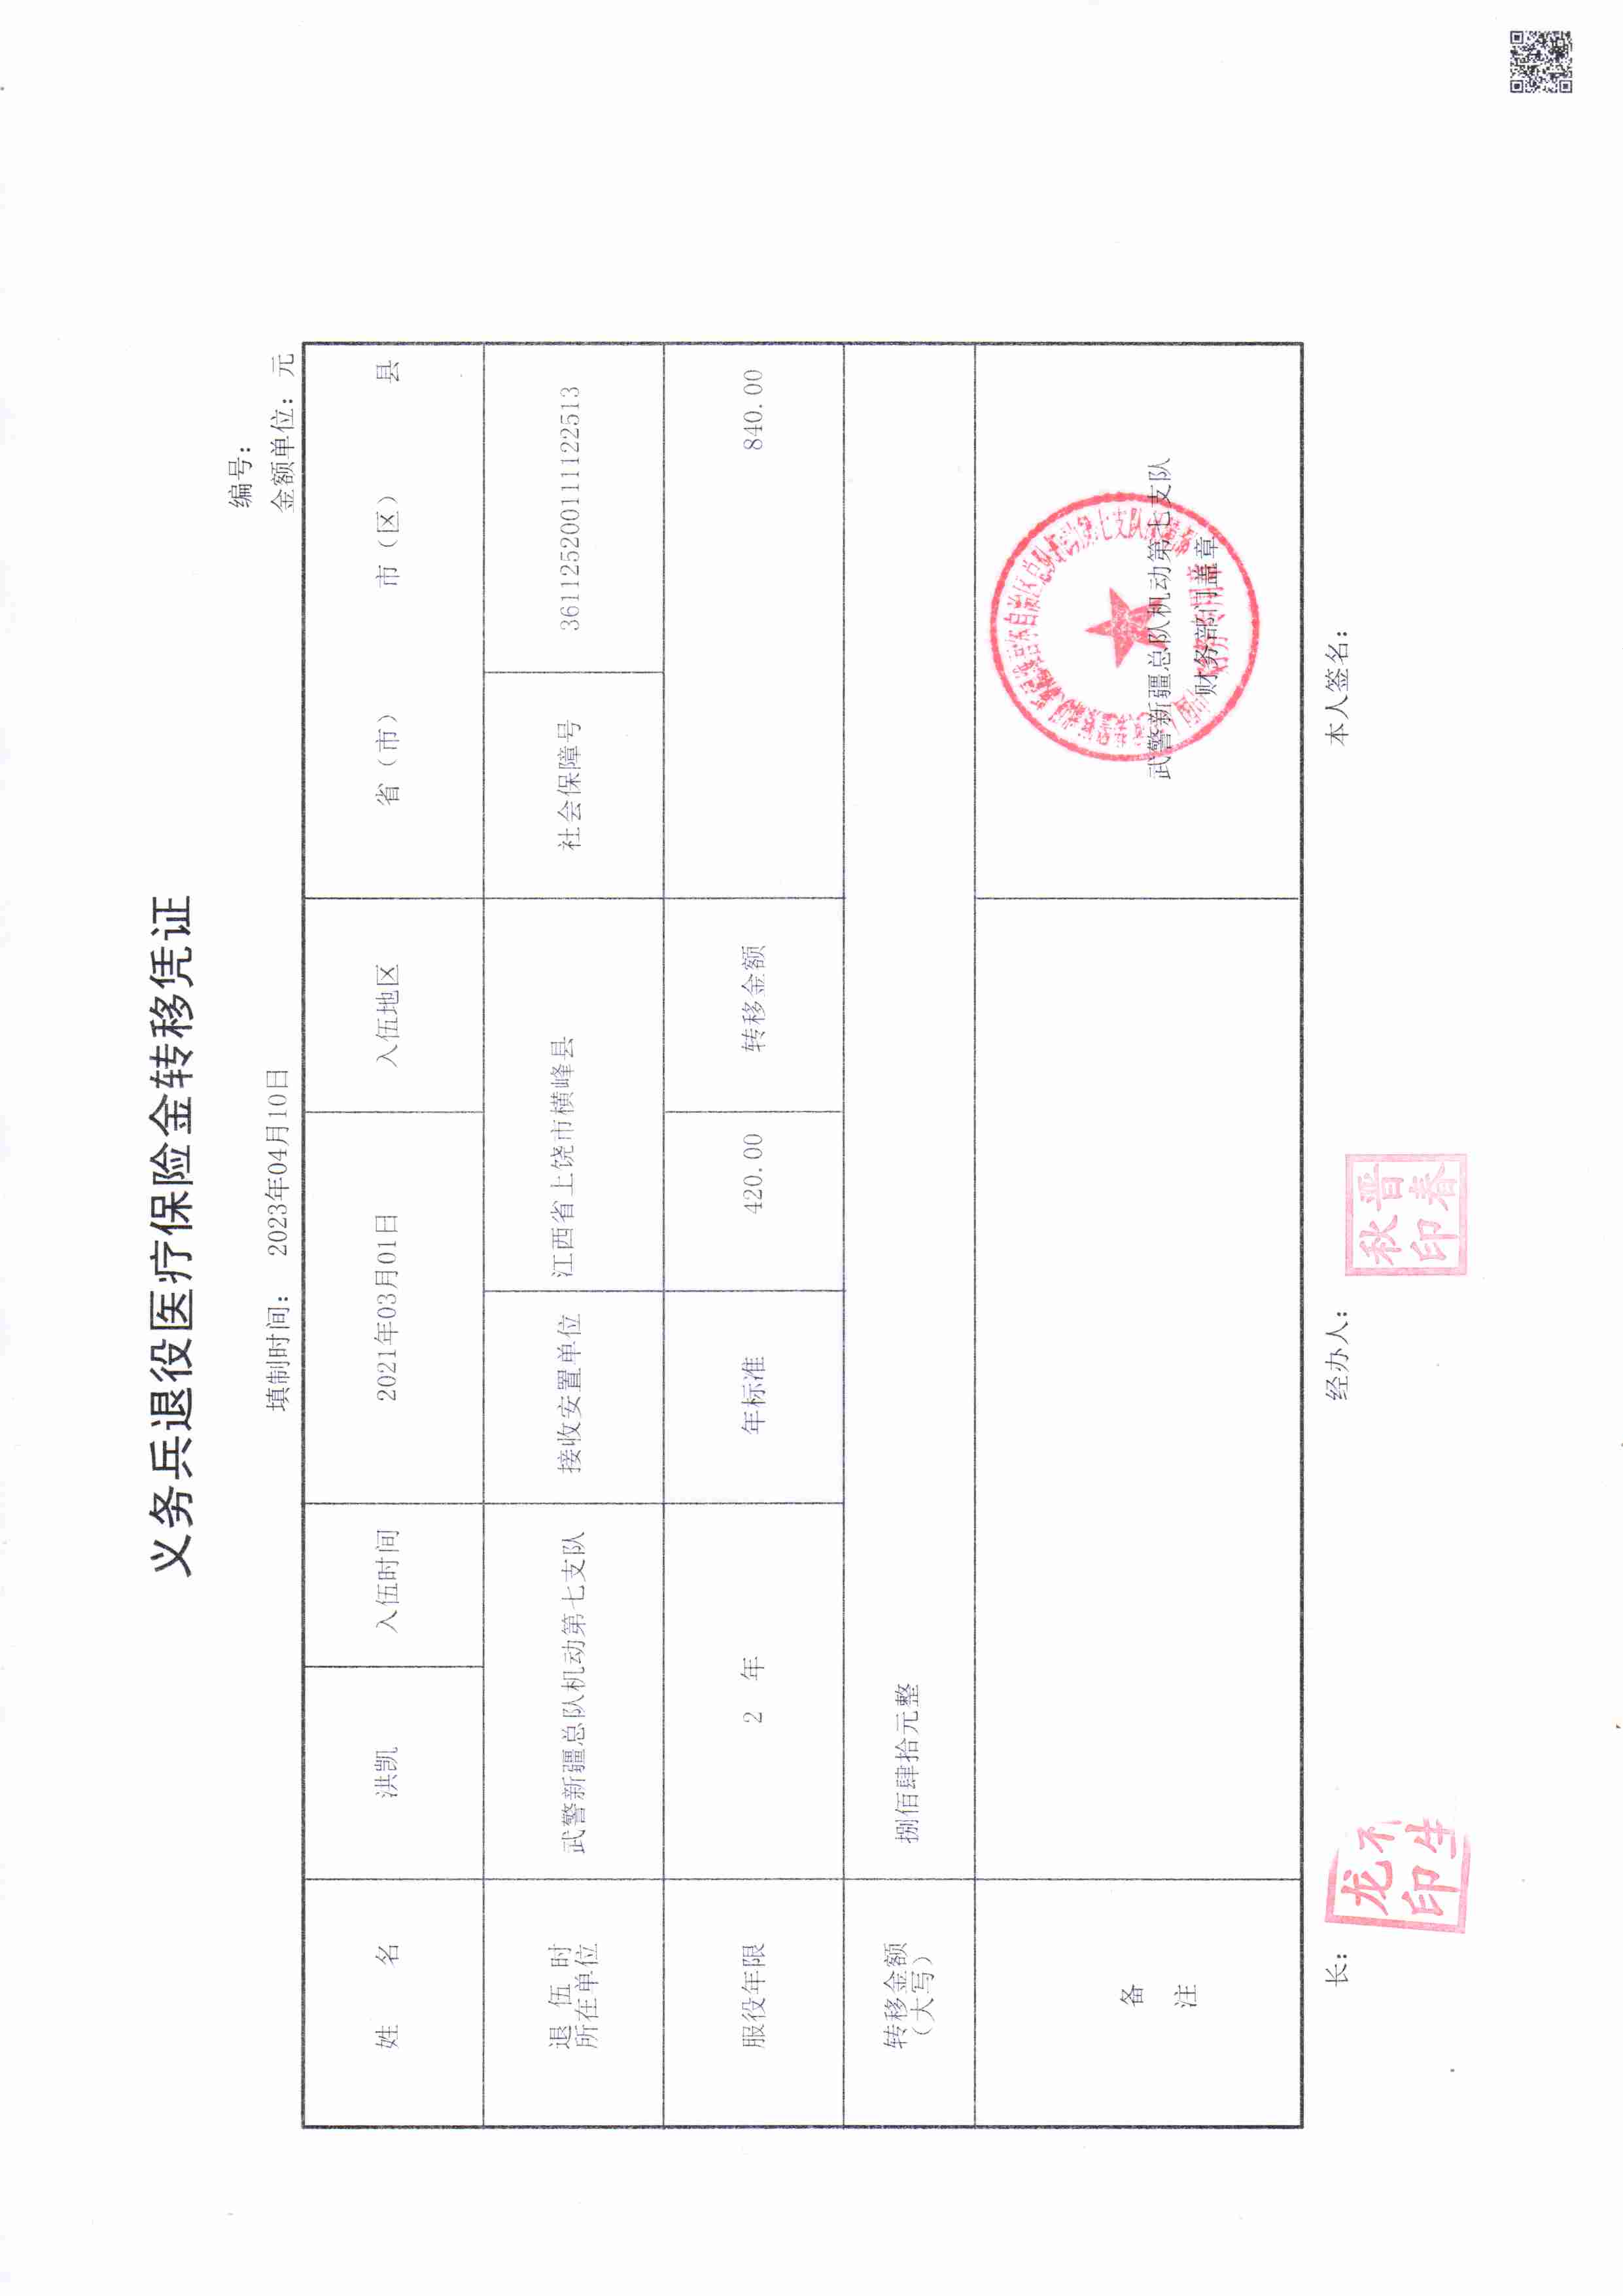 义务兵退役医疗保险金转移凭证
编号：
填制时间： 2023年04月10日 金额单位：元
姓 名 洪凯 入伍时间 2021年03月01日 入伍地区 省（市） 市（区） 县
退 伍 时
所在单位 武警新疆总队机动第七支队 接收安置单位 江西省上饶市横峰县 社会保障号 361125200111122513
服役年限 2 年 年标准 420.00 转移金额 840.00
转移金额
（大写） 捌佰肆拾元整
备
注
武警新疆总队机动第七支队
财务部门盖章
长： 经办人： 本人签名：
龙
印
秋晋
印春